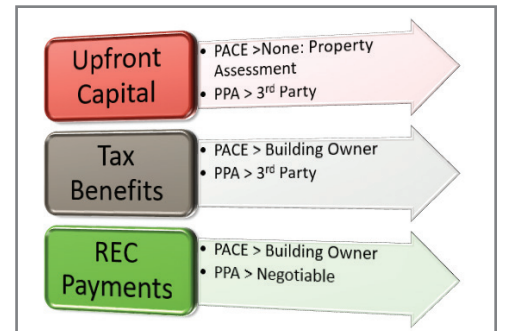 Upfront
Capital
• PACE >None: Property
Assessment
• PPA > 3rd Party
Tax
Benefits
• PACE > Building Owner
• PPA > 3rd Party
REC
Payments
• PACE > Building Owner
• PPA > Negotiable